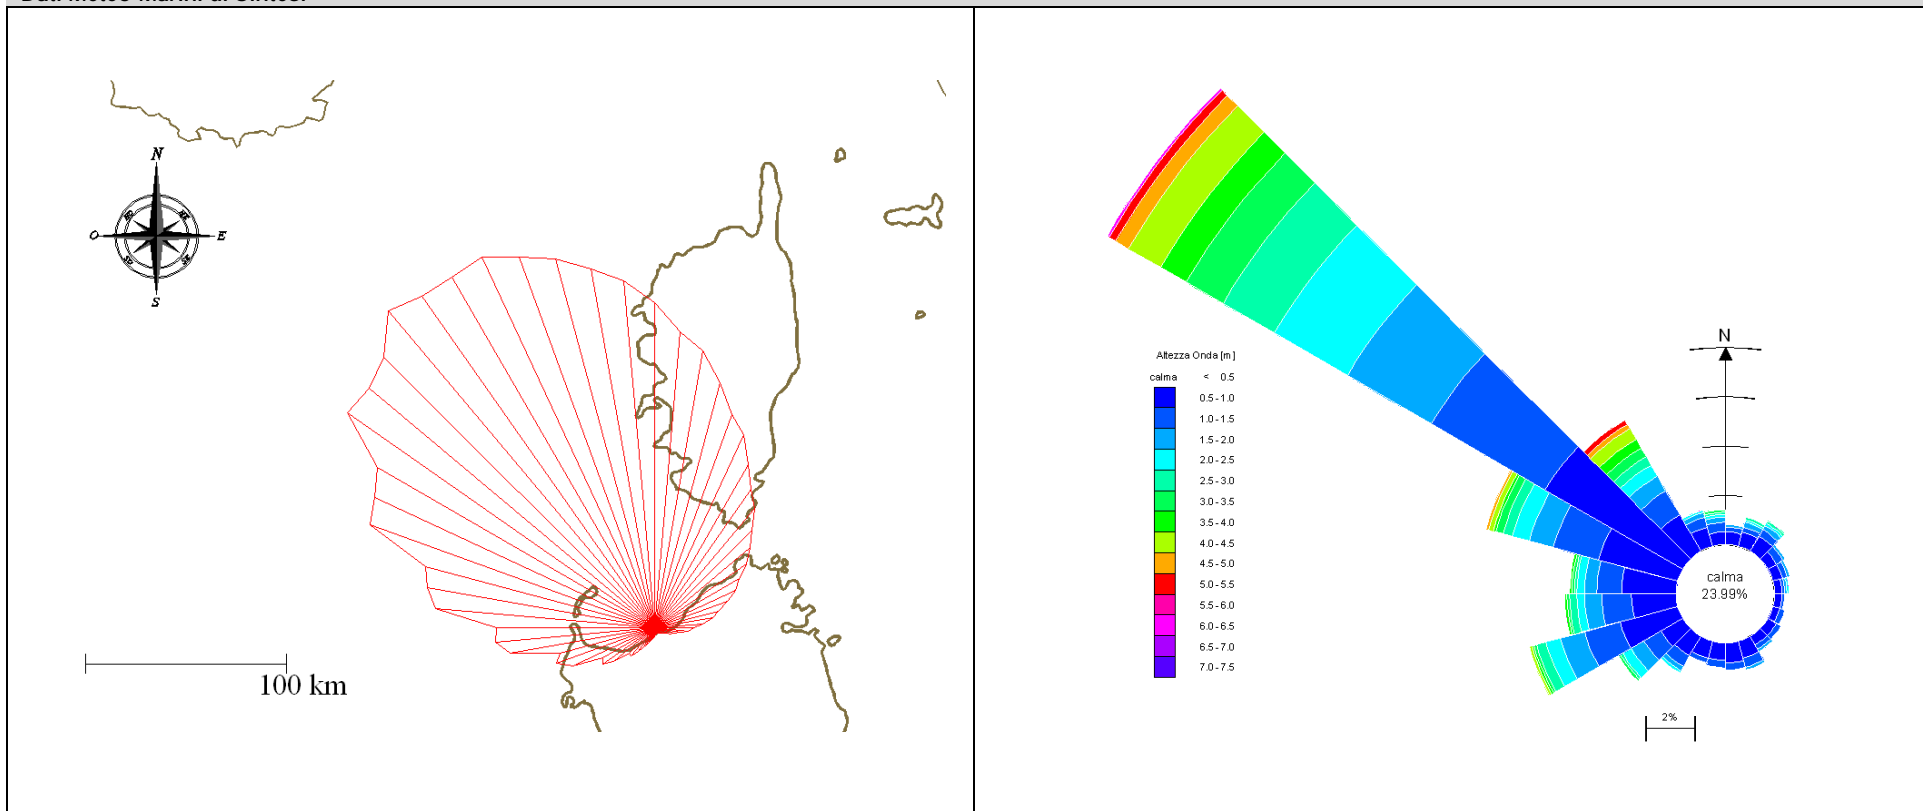 N
O
E
S
100 km
N
Altezza Onda [m]
calma < 0.5
0.5 - 1.0
1.0 - 1.5
1.5 - 2.0
2.0 - 2.5
2.5 - 3.0
3.0 - 3.5
3.5 - 4.0
4.0 - 4.5
4.5 - 5.0
5.0 - 5.5
5.5 - 6.0
6.0 - 6.5
6.5 - 7.0
7.0 - 7.5
calma
23.99%
2%